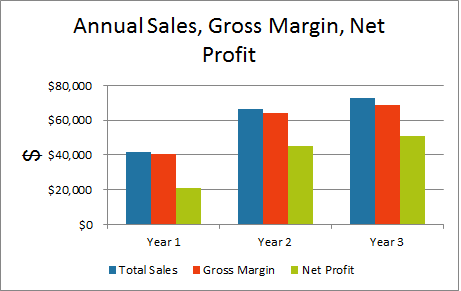 Annual Sales, Gross Margin, Net
Profit
$80,000
$60,000
$40,000
$20,000
$0
$
Year 1 Year 2 Year 3
Total Sales Gross Margin Net Profit